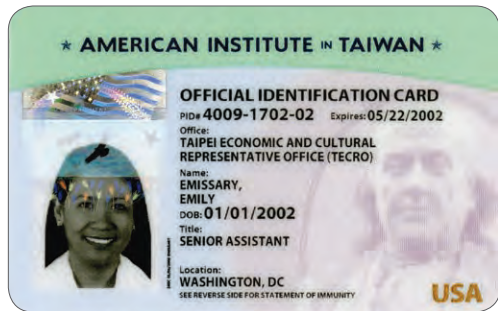 ★ AMERICAN INSTITUTE IN TAIWAN ★
OFFICIAL IDENTIFICATION CARD
PID# 4009-1702-02 Expires: 05/22/2002
Office:
TAIPEI ECONOMIC AND CULTURAL
REPRESENTATIVE OFFICE (TECRO)
Name:
EMISSARY,
EMILY
DOB: 01/01/2002
Title:
SENIOR ASSISTANT
Location:
WASHINGTON, DC
SEE REVERSE SIDE FOR STATEMENT OF IMMUNITY
USA